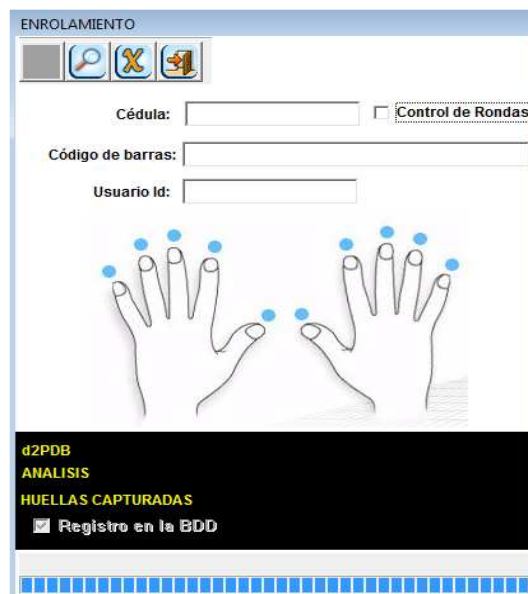 ENROLAMIENTO
Cédula:
Control de Rondas
Código de barras:
Usuario Id:
d2PDB
ANALISIS
HUELLAS CAPTURADAS
Registro en la BDD